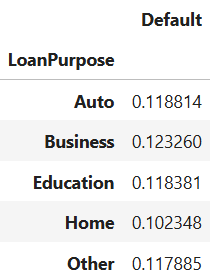 Default
LoanPurpose
Auto 0.118814
Business 0.123260
Education 0.118381
Home 0.102348
Other 0.117885